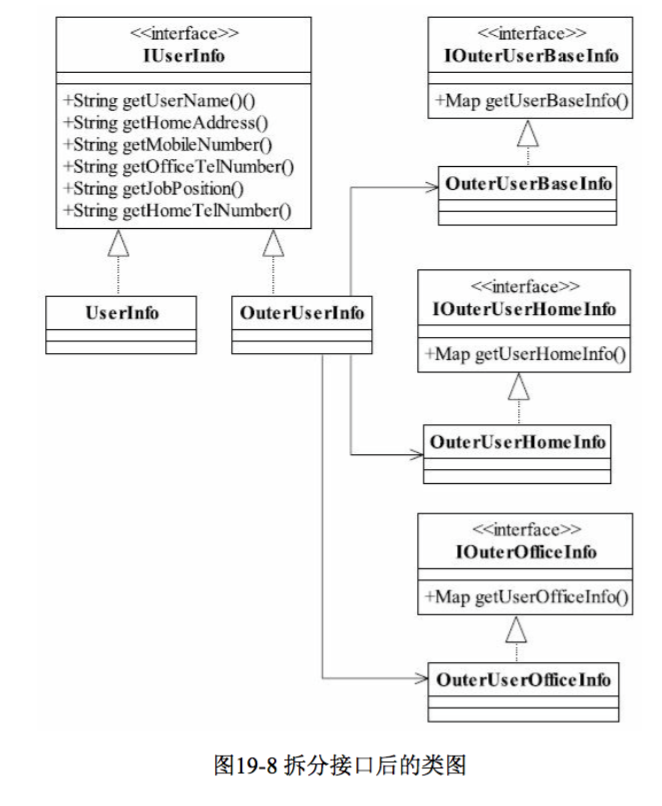 <<interface>>
IUserInfo
+String getUserName()()
+String getHomeAddress()
+String getMobileNumber()
+String getOfficeTelNumber()
+String getJobPosition()
+String getHomeTelNumber()
UserInfo
OuterUserInfo
<<interface>>
IOuterUserBaseInfo
+Map getUserBaseInfo()
OuterUserBaseInfo
<<interface>>
IOuterUserHomeInfo
+Map getUserHomeInfo()
OuterUserHomeInfo
<<interface>>
IOuterOfficeInfo
+Map getUserOfficeInfo()
OuterUserOfficeInfo
图19-8 拆分接口后的类图